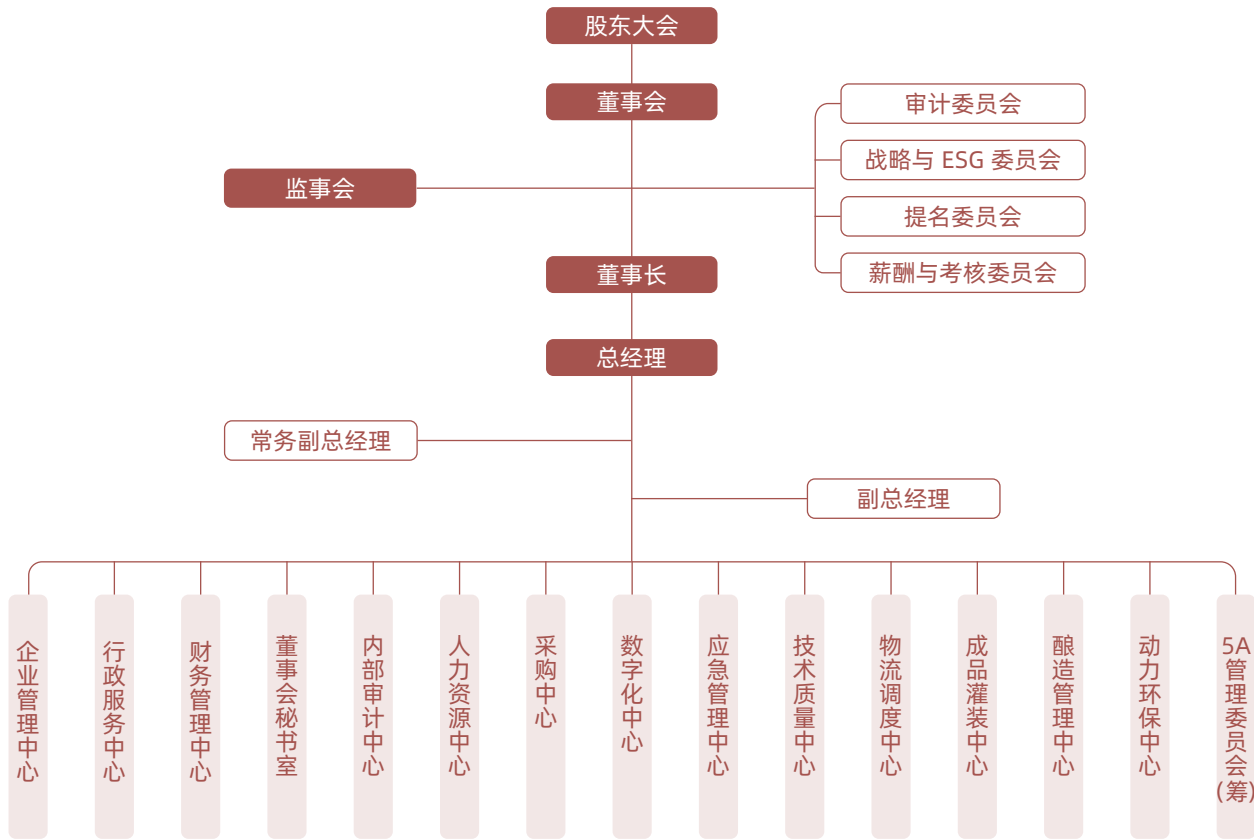 股东大会
董事会
审计委员会
战略与 ESG 委员会
监事会
提名委员会
董事长
薪酬与考核委员会
总经理
常务副总经理
副总经理
企业管理中心
行政服务中心
财务管理中心
董事会秘书室
内部审计中心
人力资源中心
采购中心
数字化中心
应急管理中心
技术质量中心
物流调度中心
成品灌装中心
酿造管理中心
动力环保中心
5A管理委员会(筹)